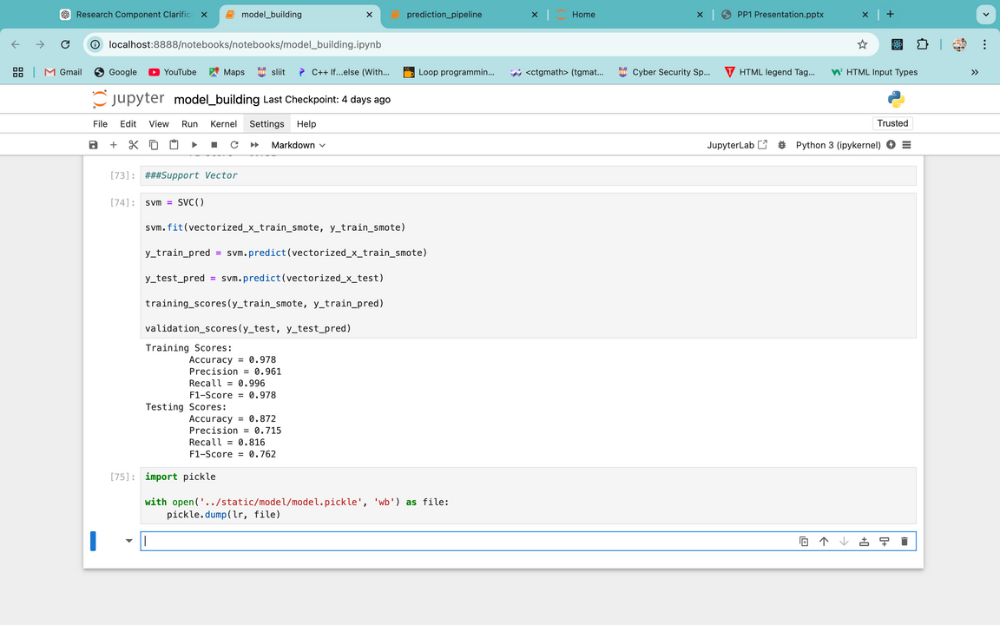 Research Component Clarific
model_building
prediction_pipeline
Home
PP1 Presentation.pptx
localhost:8888/notebooks/notebooks/model_building.ipynb
Gmail
Google
YouTube
Maps
sliit
C++ If...else (With...
Loop programmin...
<ctgmath> (tgmat...
Cyber Security Sp...
HTML legend Tag...
HTML Input Types
jupyter model_building Last Checkpoint: 4 days ago
File Edit View Run Kernel Settings Help
Trusted
Markdown
JupyterLab
Python 3 (ipykernel)
[73]: ###Support Vector
[74]: svm = SVC()
svm.fit(vectorized_x_train_smote, y_train_smote)
y_train_pred = svm.predict(vectorized_x_train_smote)
y_test_pred = svm.predict(vectorized_x_test)
training_scores(y_train_smote, y_train_pred)
validation_scores(y_test, y_test_pred)
Training Scores:
Accuracy = 0.978
Precision = 0.961
Recall = 0.996
F1-Score = 0.978
Testing Scores:
Accuracy = 0.872
Precision = 0.715
Recall = 0.816
F1-Score = 0.762
[75]: import pickle
with open('../static/model/model.pickle', 'wb') as file:
pickle.dump(lr, file)